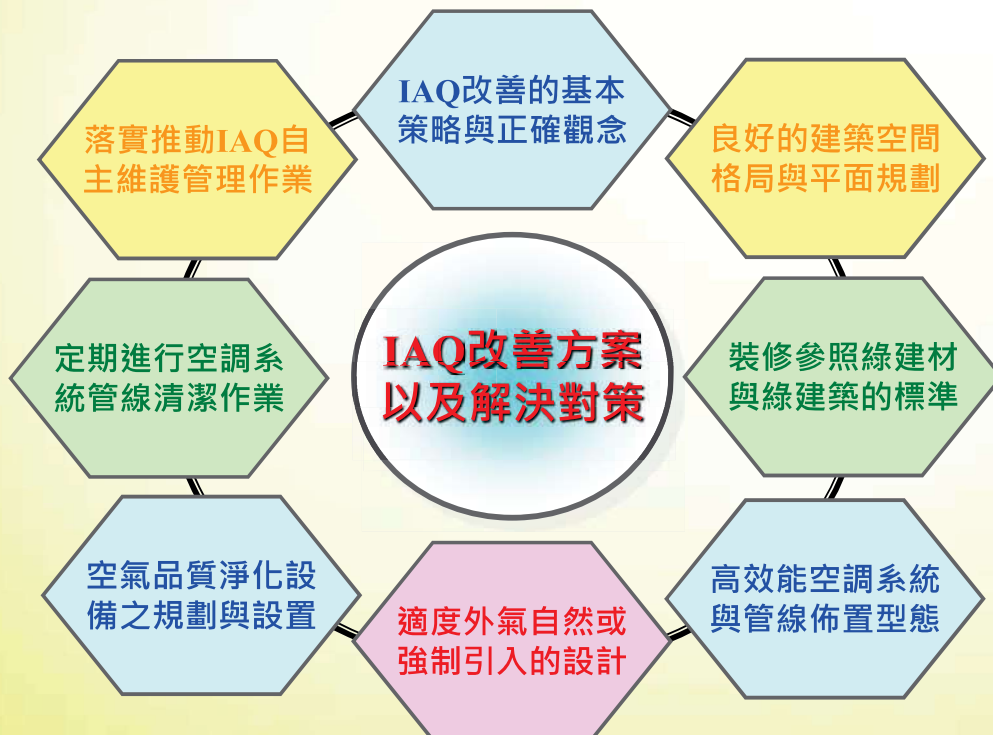 IAQ改善的基本
策略與正確觀念
落實推動IAQ自
主維護管理作業
良好的建築空間
格局與平面規劃
定期進行空調系
統管線清潔作業
IAQ改善方案
以及解決對策
裝修參照綠建材
與綠建築的標準
空氣品質淨化設
備之規劃與設置
適度外氣自然或
強制引入的設計
高效能空調系統
與管線佈置型態